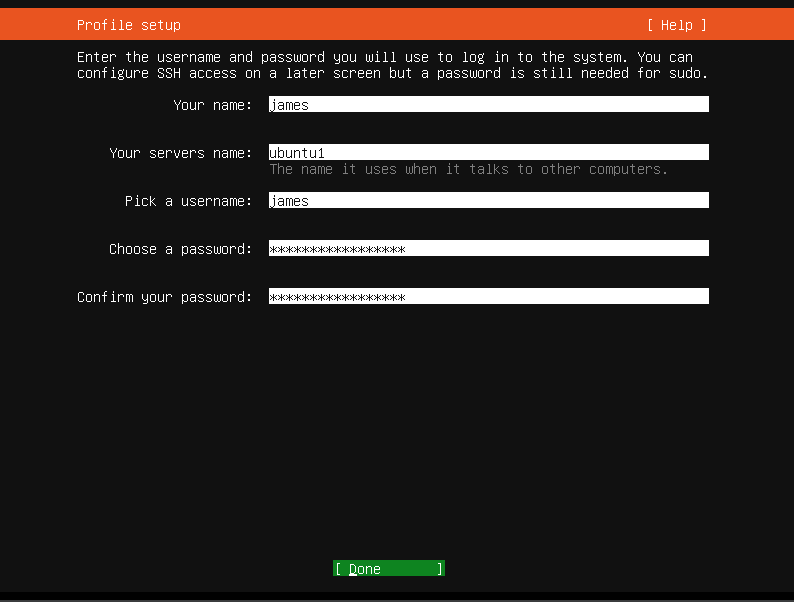 Profile setup [ Help ]
Enter the username and password you will use to log in to the system. You can
configure SSH access on a later screen but a password is still needed for sudo.
Your name: james
Your servers name: ubuntu1
The name it uses when it talks to other computers.
Pick a username: james
Choose a password: *****************
Confirm your password: *****************
[ Done ]